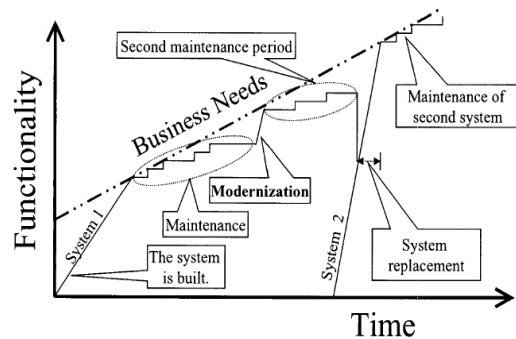 Functionality
Second maintenance period
Business Needs
Maintenance of
second system
Modernization
Maintenance
System 1
The system
is built.
System 2
System
replacement
Time